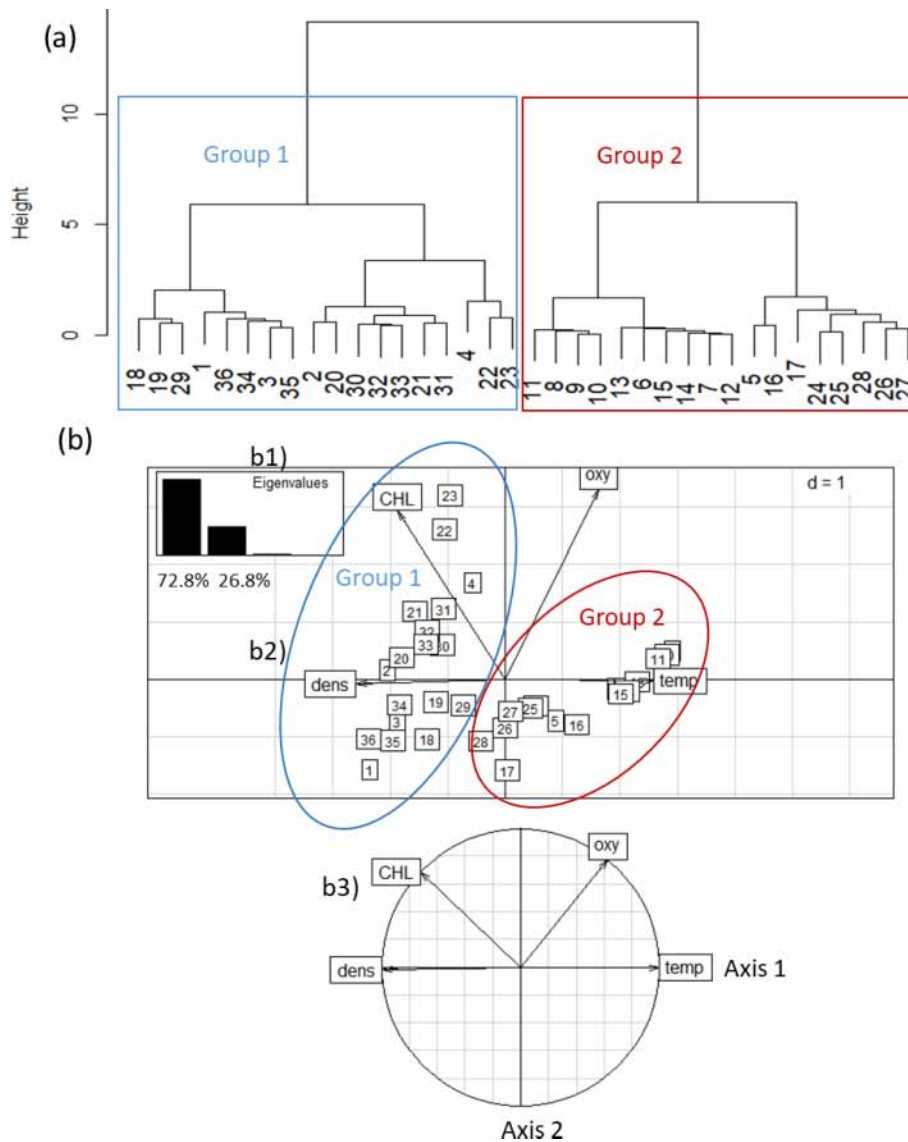 (a)
Height
10
5
0
Group 1
Group 2
18 19 29 1 36 34 3 35 2 20 30 32 33 21 31 4 22 23 11 8 9 10 13 6 15 14 7 12 5 16 17 24 25 28 26 27
(b)
b1)
Eigenvalues
72.8% 26.8%
d = 1
oxy
CHL
23
22
Group 1
4
Group 2
21 31
32
33
b2)
20
2
11
dens
temp
15
34 19 29
3
27 25 5 16
26
36 35 18 28
1 17
b3)
CHL
oxy
dens
temp
Axis 1
Axis 2